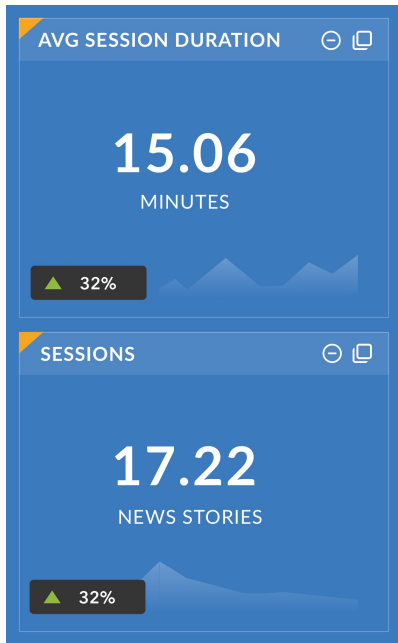 AVG SESSION DURATION
15.06
MINUTES
32%
SESSIONS
17.22
NEWS STORIES
32%